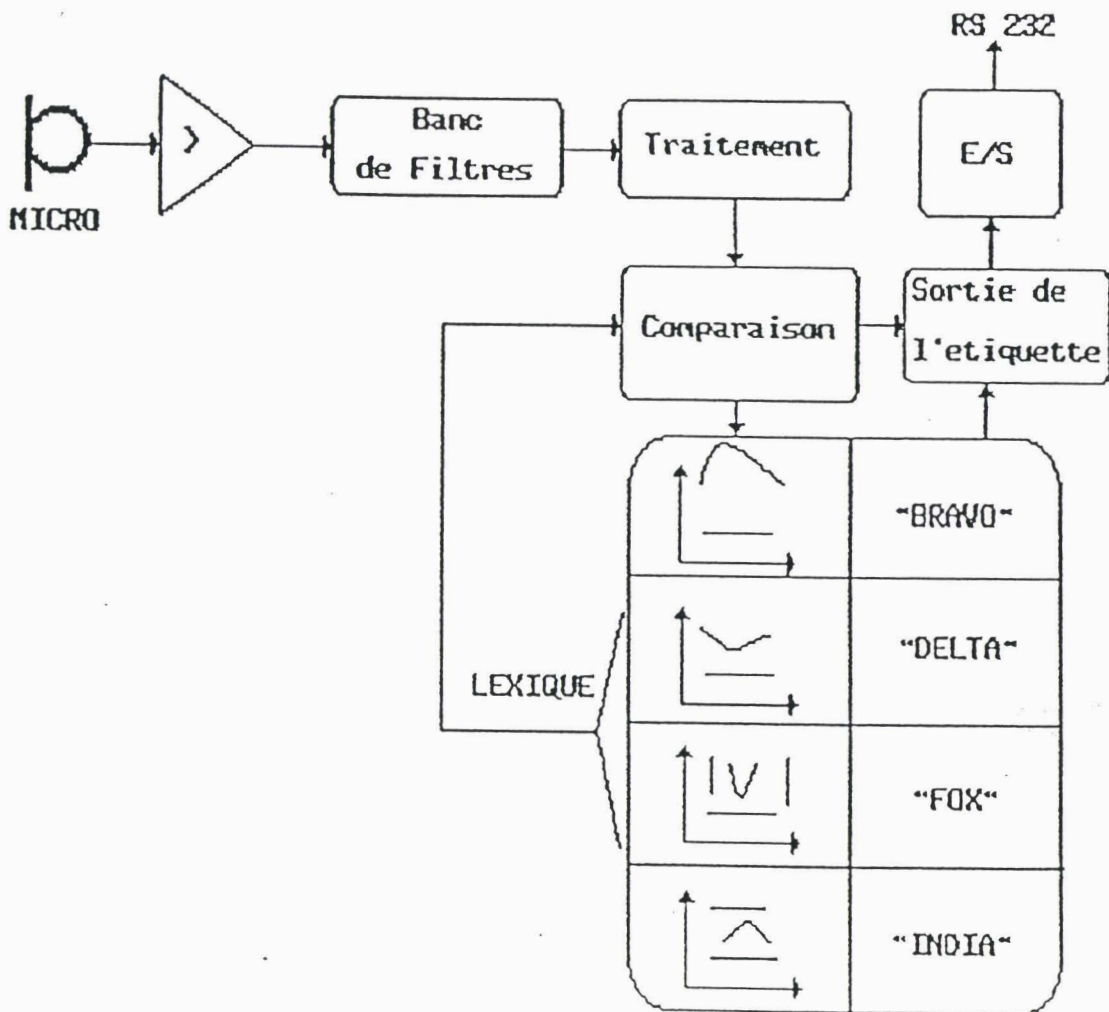 RS 232
MICRO
>
Banc
de Filtres
Traitement
E/S
Comparaison
Sortie de
l'etiquette
LEXIQUE
"BRAVO"
"DELTA"
"FOX"
"INDIA"